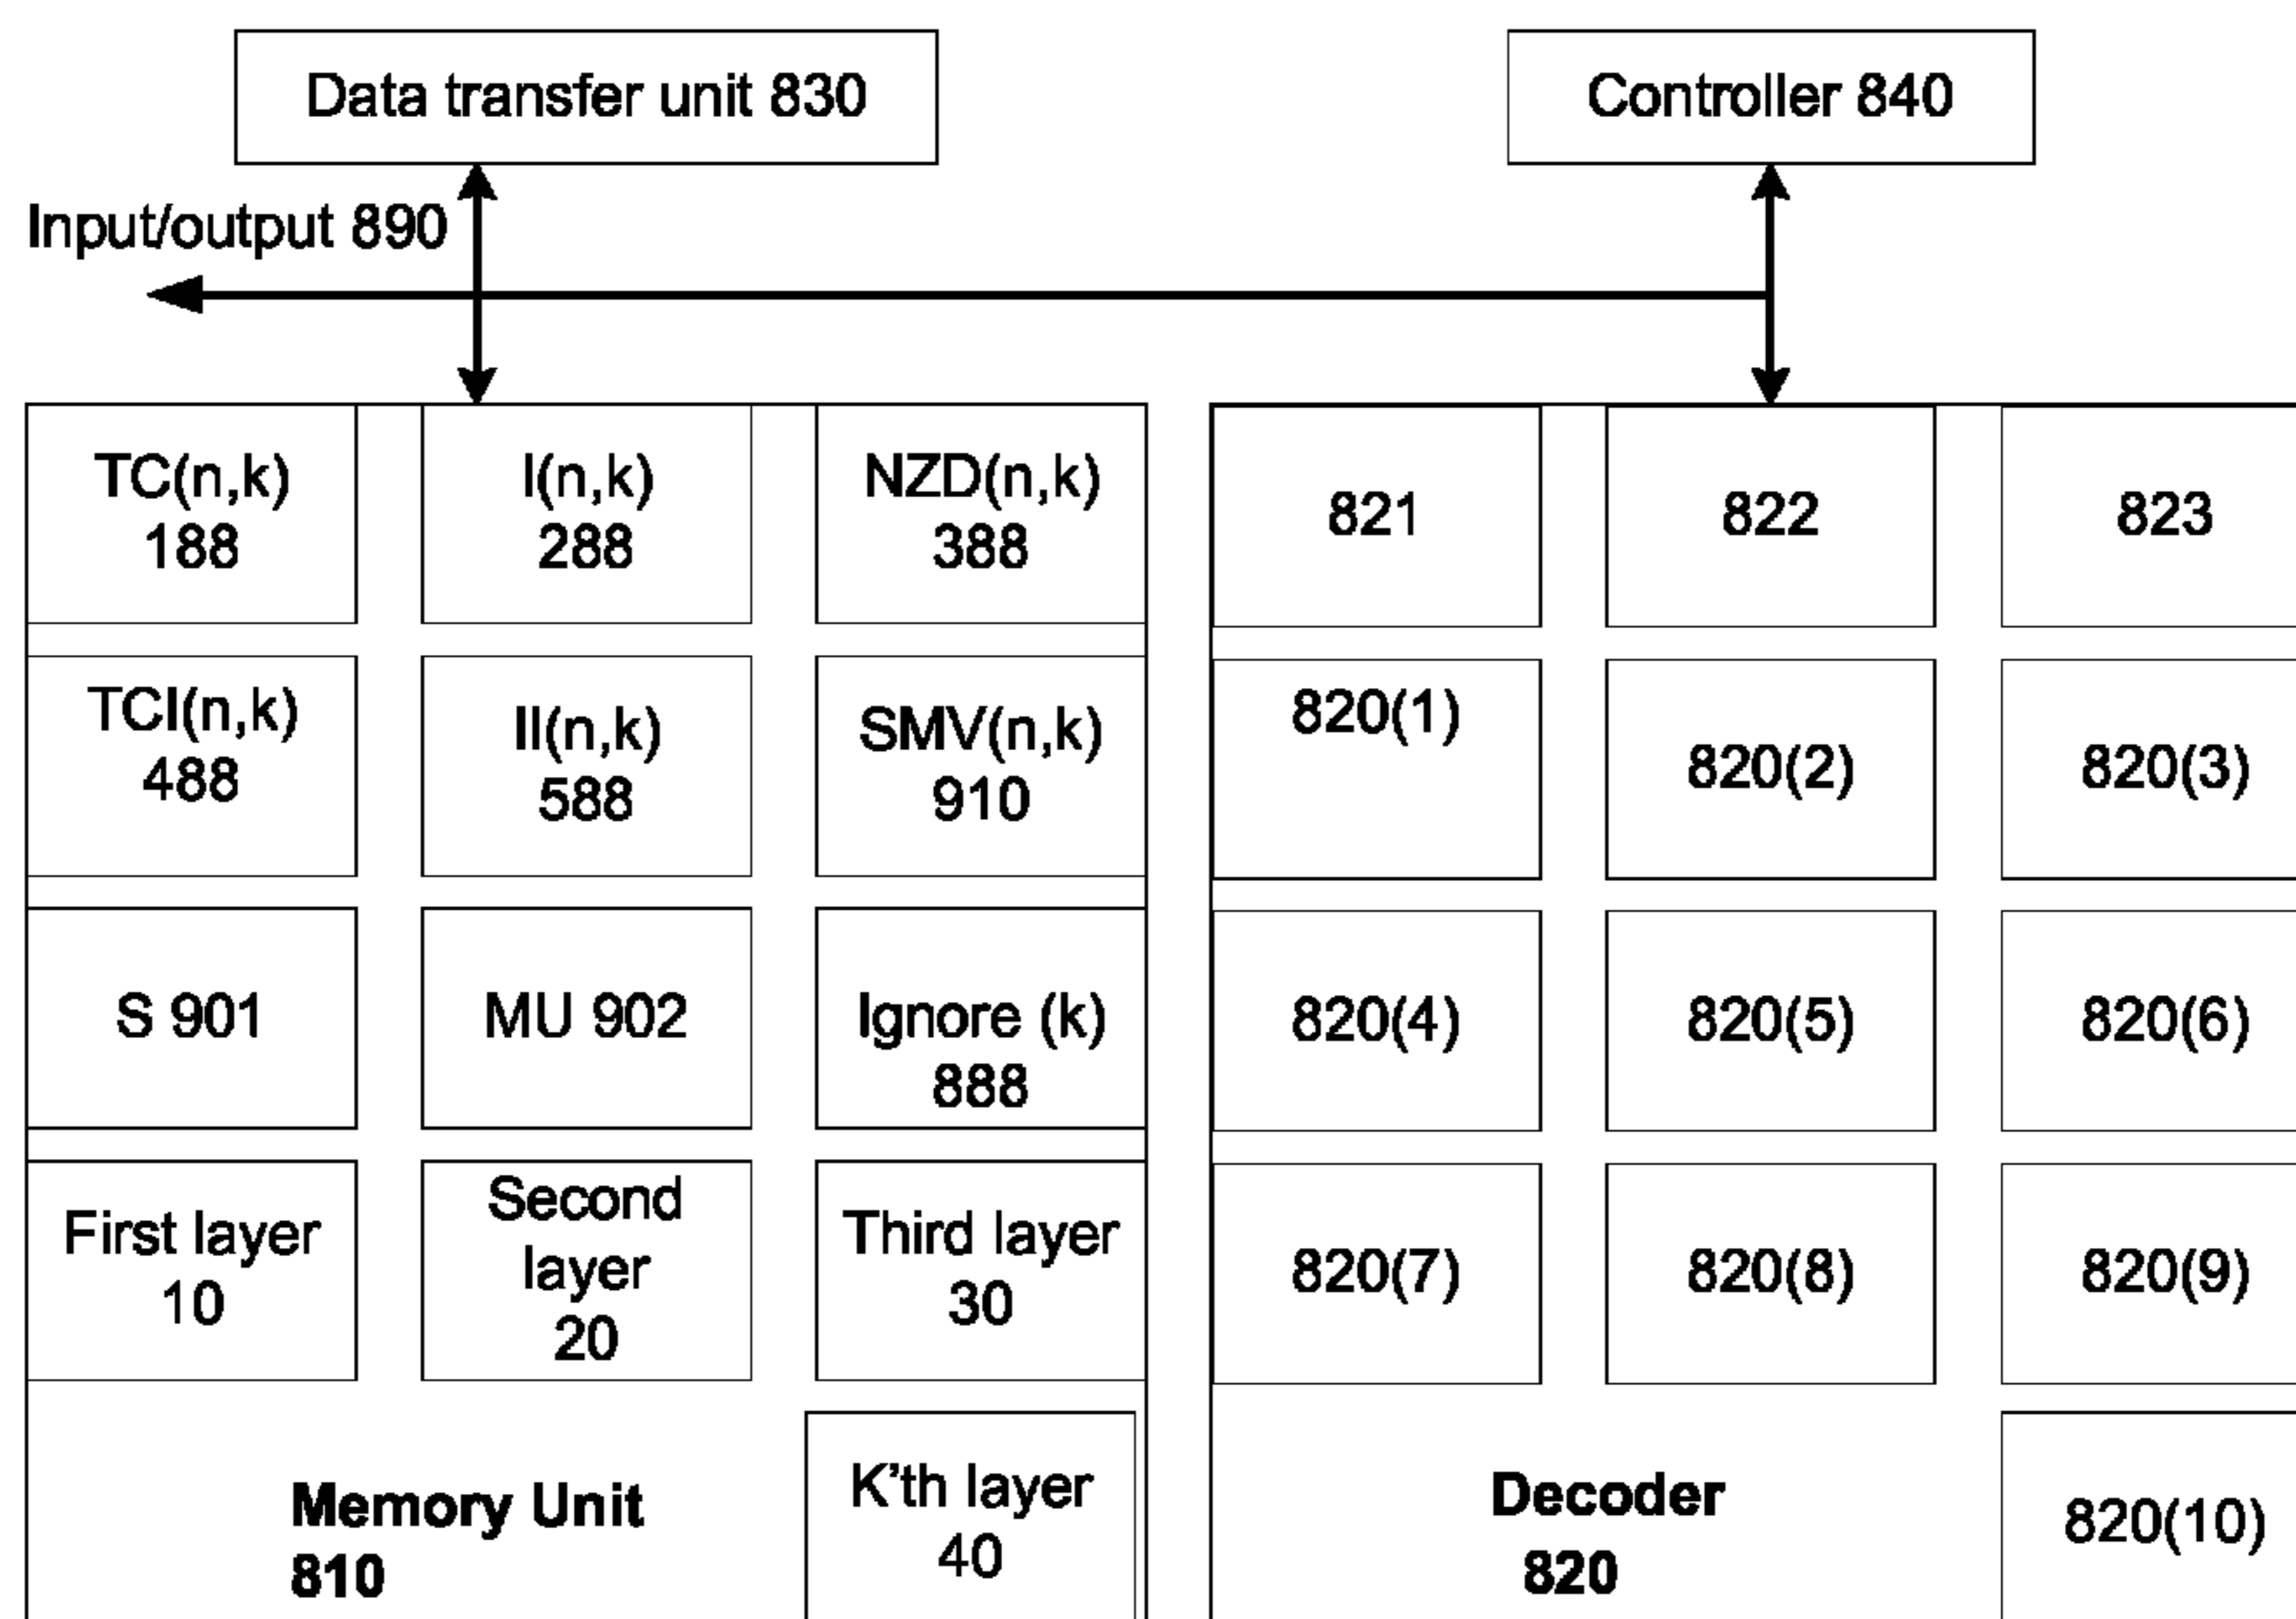 Data transfer unit 830
Controller 840
Input/output 890
TC(n,k)
188
I(n,k)
288
NZD(n,k)
388
821
822
823
TCI(n,k)
488
II(n,k)
588
SMV(n,k)
910
820(1)
820(2)
820(3)
S 901
MU 902
Ignore (k)
888
820(4)
820(5)
820(6)
First layer
10
Second
layer
20
Third layer
30
820(7)
820(8)
820(9)
Memory Unit
810
K'th layer
40
Decoder
820
820(10)